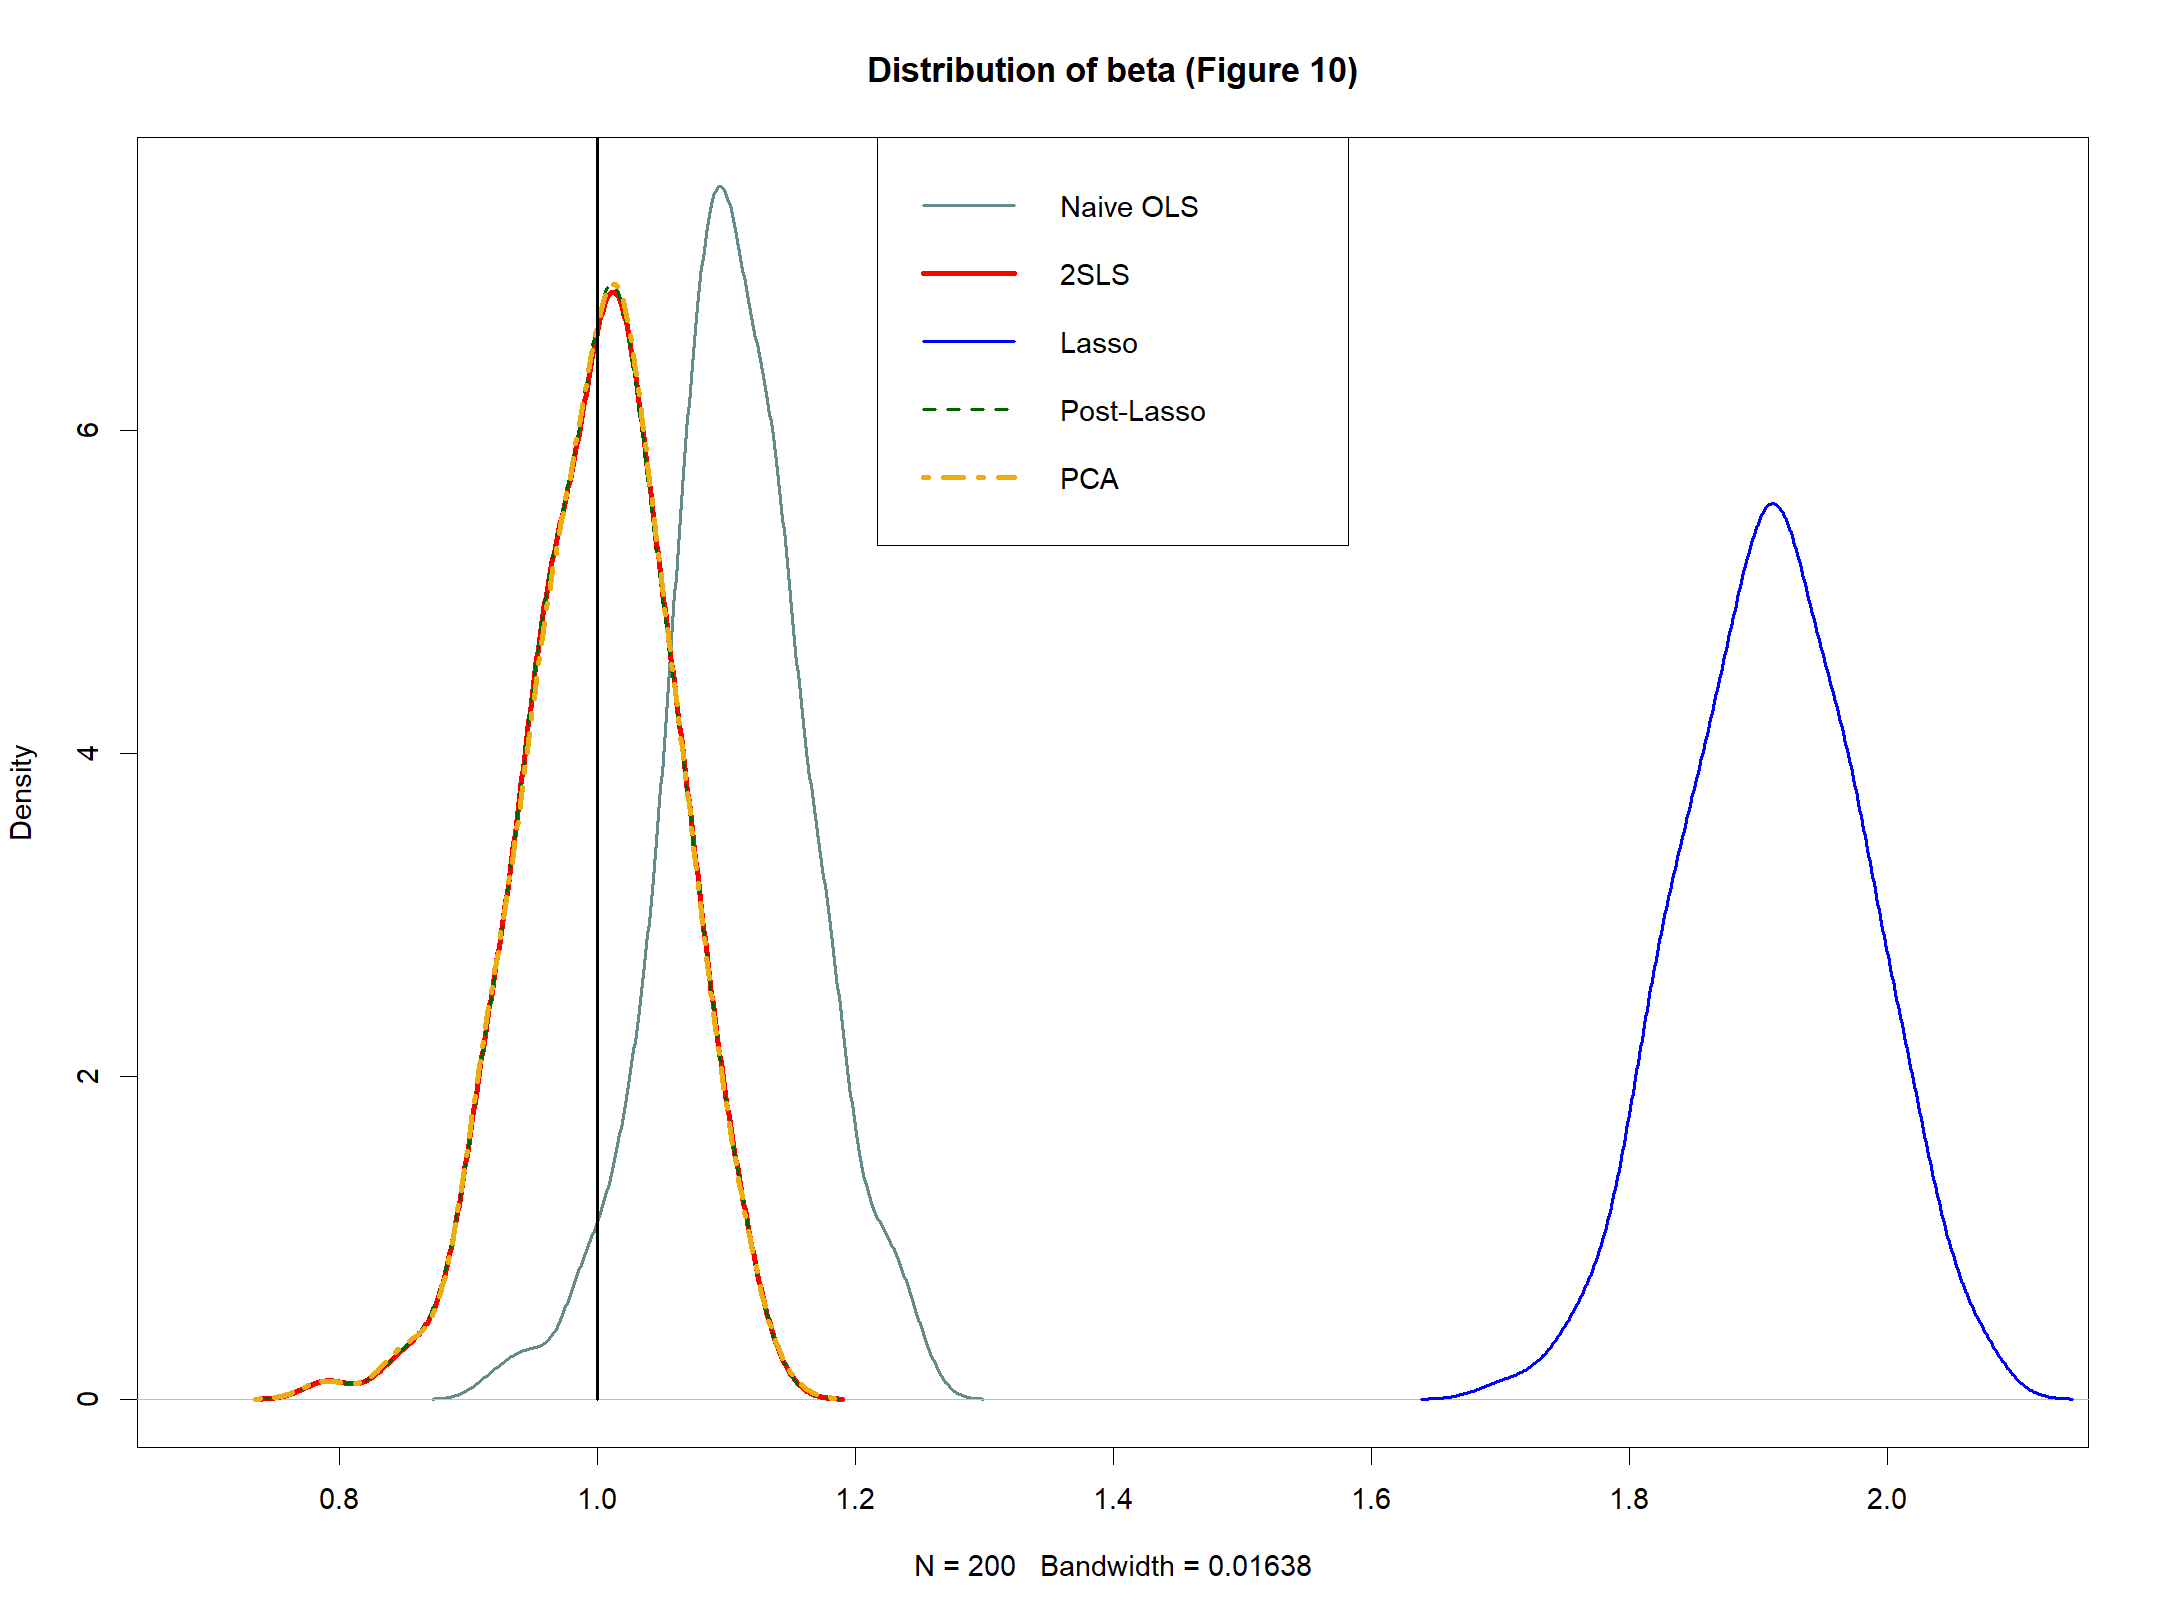 Distribution of beta (Figure 10)
Naive OLS
2SLS
Lasso
Post-Lasso
PCA
Density
6
4
2
0
0.8 1.0 1.2 1.4 1.6 1.8 2.0
N = 200   Bandwidth = 0.01638